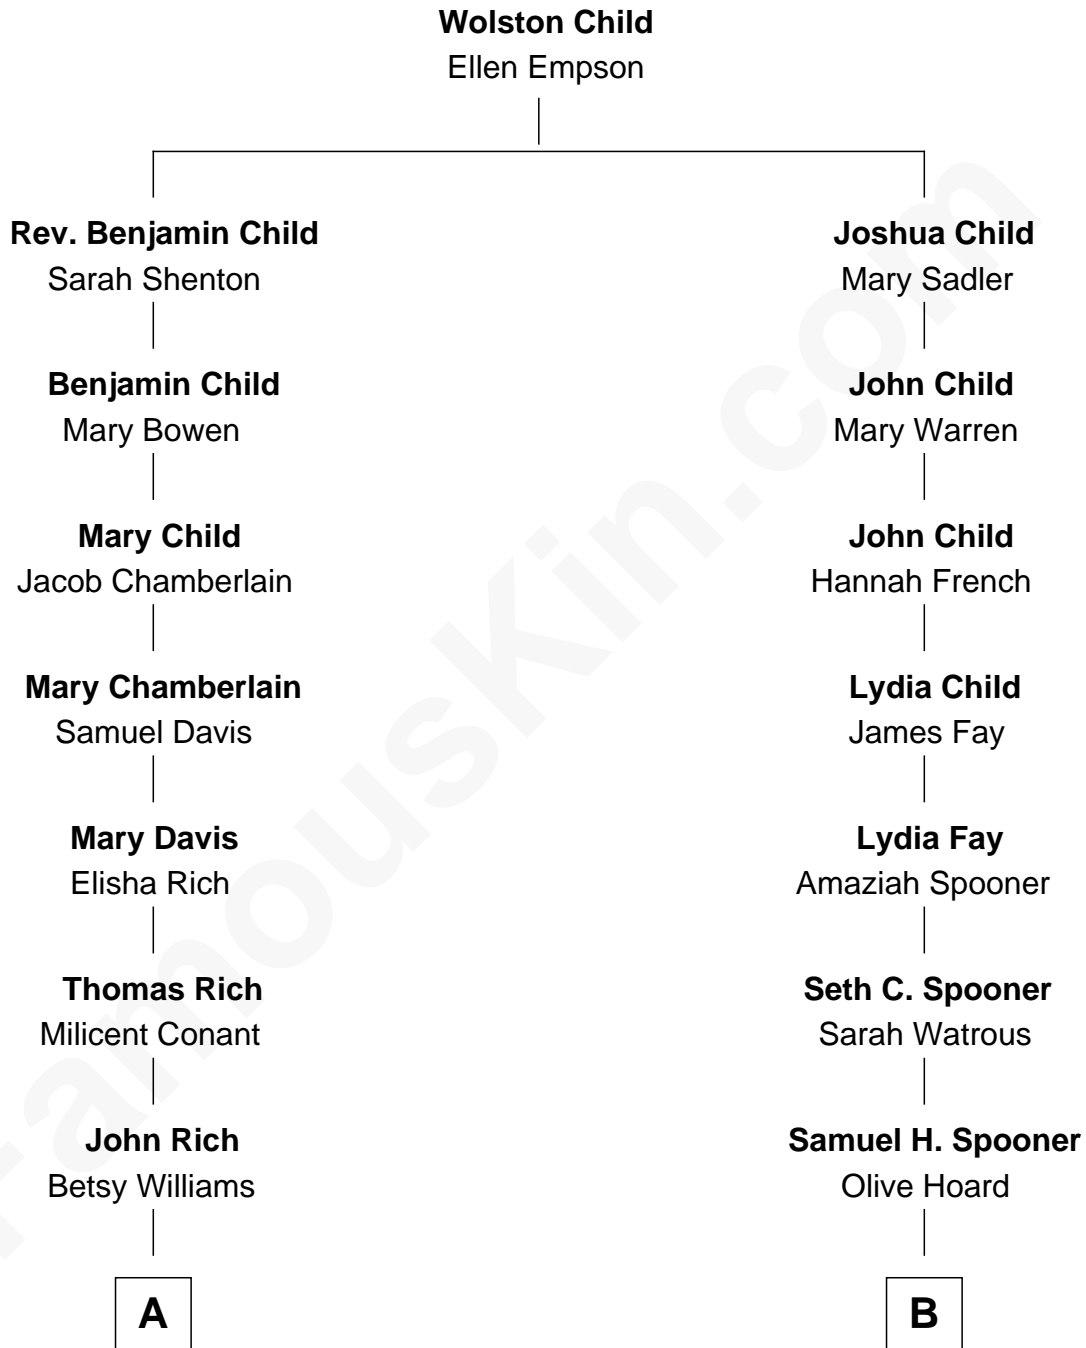 Wolston Child
Ellen Empson
Rev. Benjamin Child
Sarah Shenton
Joshua Child
Mary Sadler
Benjamin Child
Mary Bowen
John Child
Mary Warren
Mary Child
Jacob Chamberlain
John Child
Hannah French
Mary Chamberlain
Samuel Davis
Lydia Child
James Fay
Mary Davis
Elisha Rich
Lydia Fay
Amaziah Spooner
Thomas Rich
Milicent Conant
Seth C. Spooner
Sarah Watrous
John Rich
Betsy Williams
Samuel H. Spooner
Olive Hoard
A
B
FamousKin.com